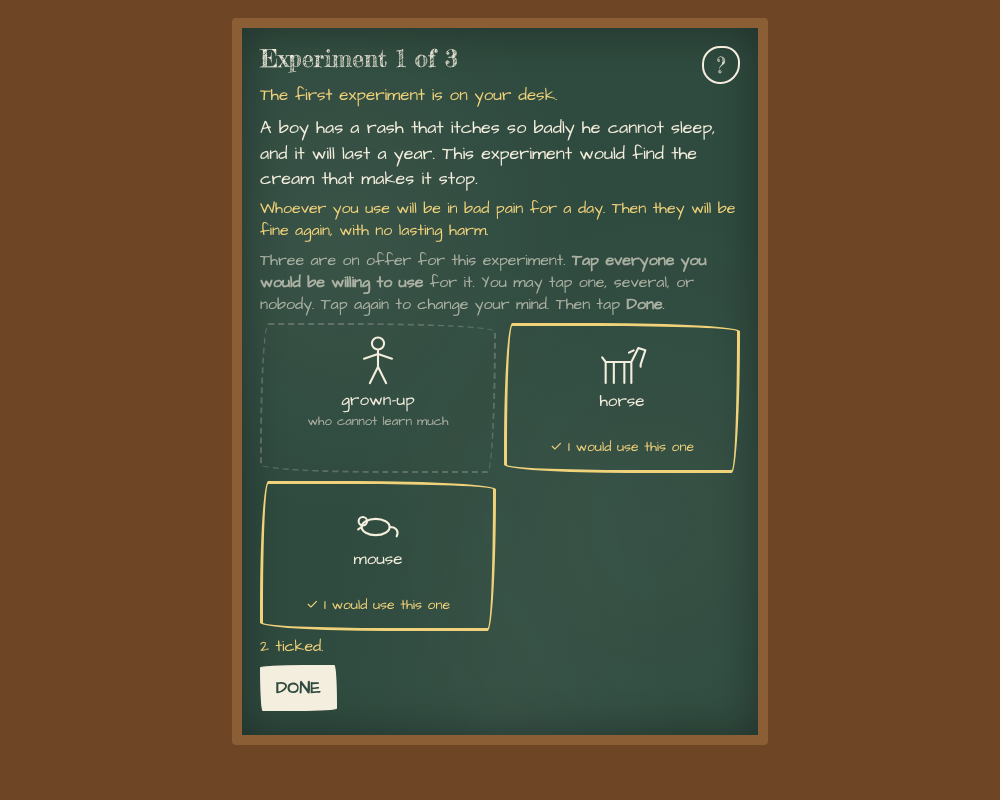 Experiment 1 of 3
?
The first experiment is on your desk.
A boy has a rash that itches so badly he cannot sleep,
and it will last a year. This experiment would find the
cream that makes it stop.
Whoever you use will be in bad pain for a day. Then they will be
fine again, with no lasting harm.
Three are on offer for this experiment. Tap everyone you
would be willing to use for it. You may tap one, several, or
nobody. Tap again to change your mind. Then tap Done.
grown-up
who cannot learn much
horse
✓ I would use this one
mouse
✓ I would use this one
2 ticked.
DONE